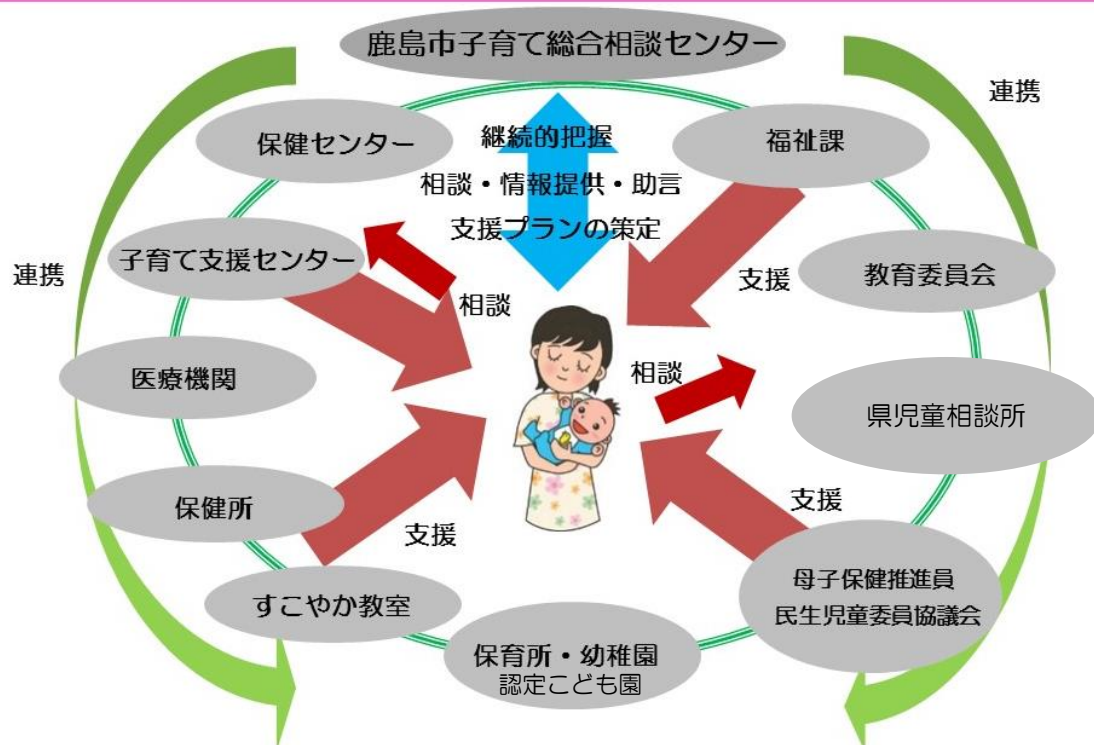 鹿島市子育て総合相談センター
連携
保健センター
継続的把握
福祉課
相談・情報提供・助言
支援プランの策定
子育て支援センター
連携
相談
支援
教育委員会
医療機関
相談
県児童相談所
保健所
支援
支援
すこやか教室
母子保健推進員
民生児童委員協議会
保育所・幼稚園
認定こども園